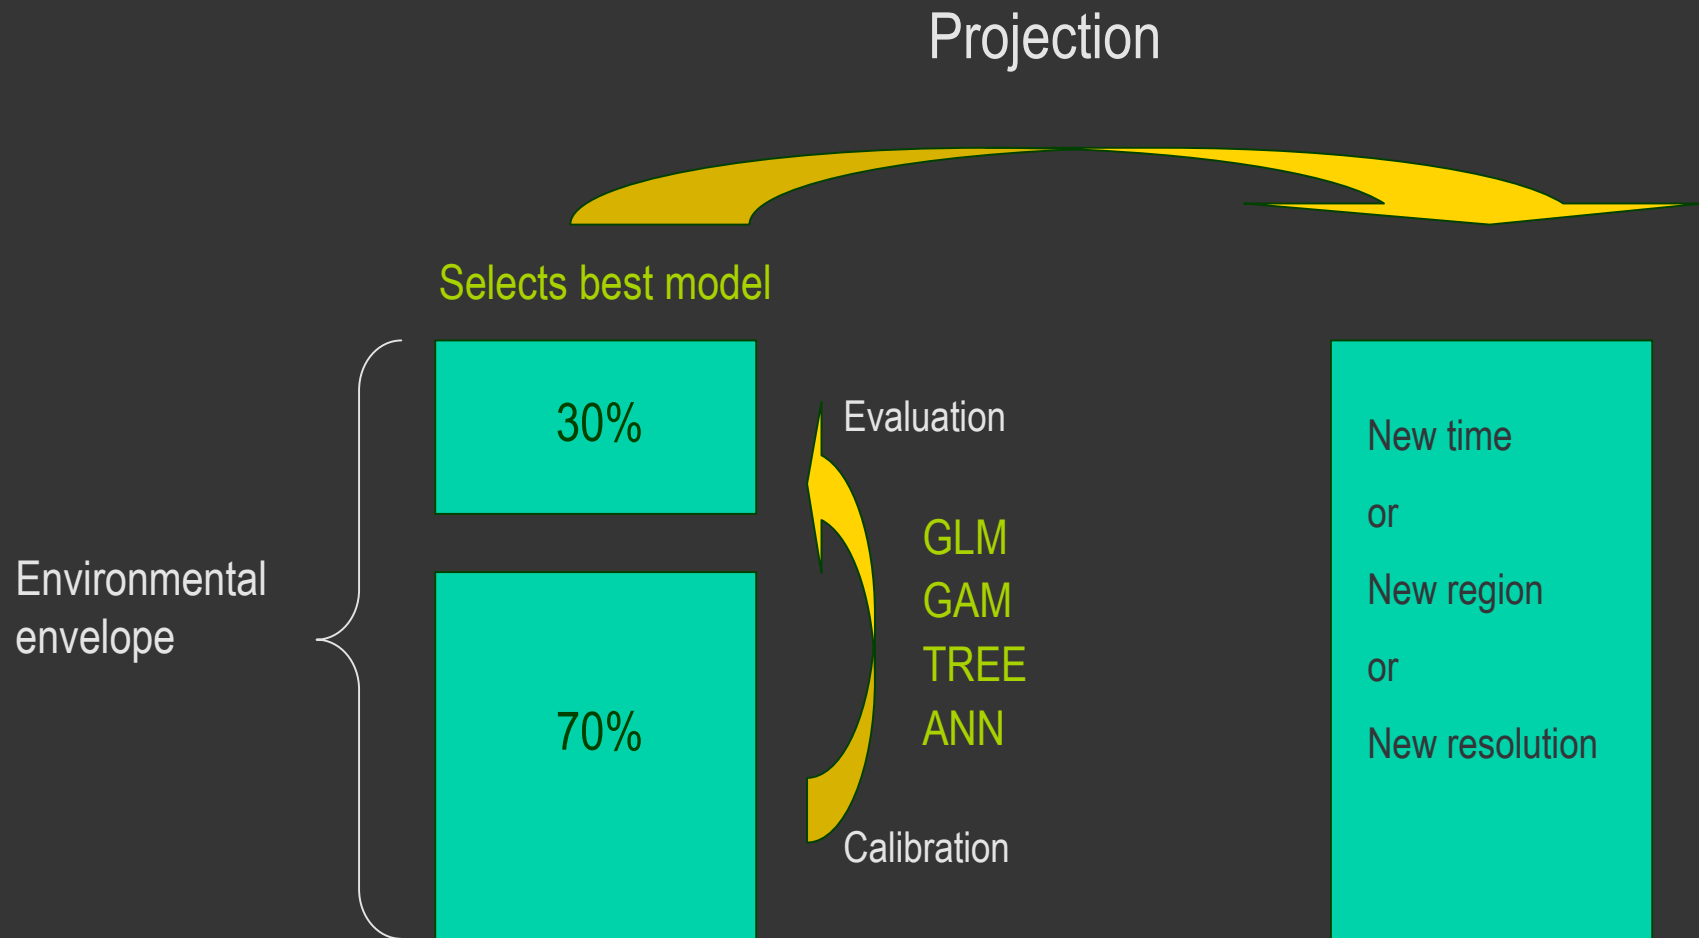 Projection
Selects best model
30%
Evaluation
New time
or
New region
or
New resolution
GLM
GAM
TREE
ANN
Environmental
envelope
70%
Calibration